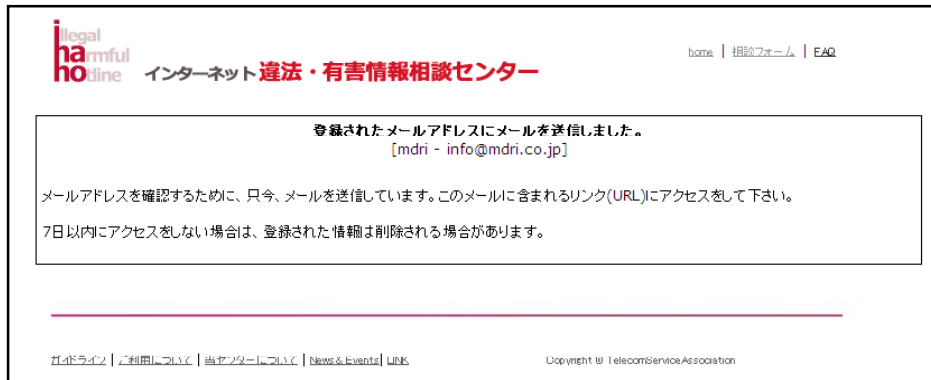 illegal
harmful
hotline インターネット違法・有害情報相談センター
home | 相談フォーム | FAQ
登録されたメールアドレスにメールを送信しました。
[mdri - info@mdri.co.jp]
メールアドレスを確認するために、只今、メールを送信しています。このメールに含まれるリンク(URL)にアクセスをして下さい。
7日以内にアクセスをしない場合は、登録された情報は削除される場合があります。
ガイドライン | ご利用について | 当センターについて | News & Events | LINK
Copyright © TelecomServiceAssociation